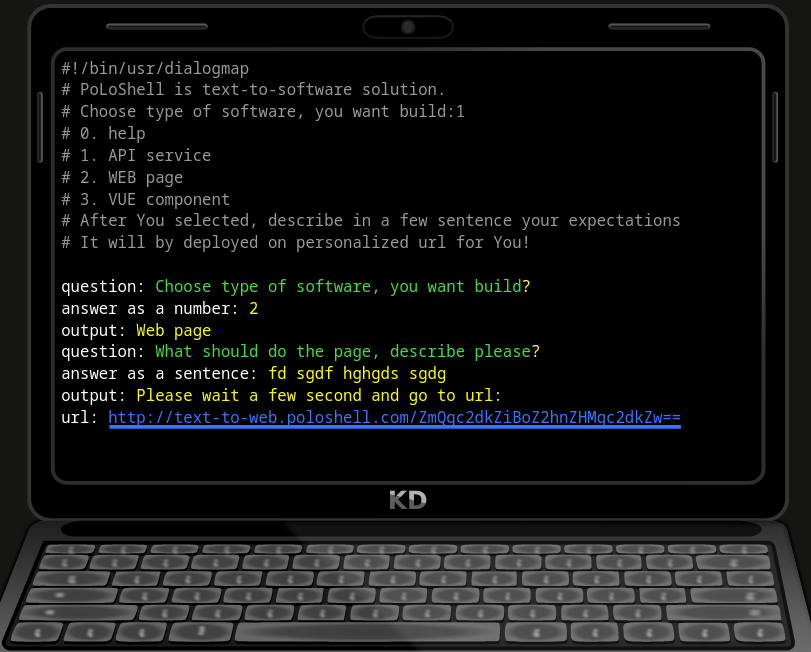 #!/bin/usr/dialogmap
# PoLoShell is text-to-software solution.
# Choose type of software, you want build:1
# 0. help
# 1. API service
# 2. WEB page
# 3. VUE component
# After You selected, describe in a few sentence your expectations
# It will by deployed on personalized url for You!
question: Choose type of software, you want build?
answer as a number: 2
output: Web page
question: What should do the page, describe please?
answer as a sentence: fd sgdf hghgds sgdg
output: Please wait a few second and go to url:
url: http://text-to-web.poloshell.com/ZmQgc2dkZiBoZ2hnZHMgc2dkZw==
KD